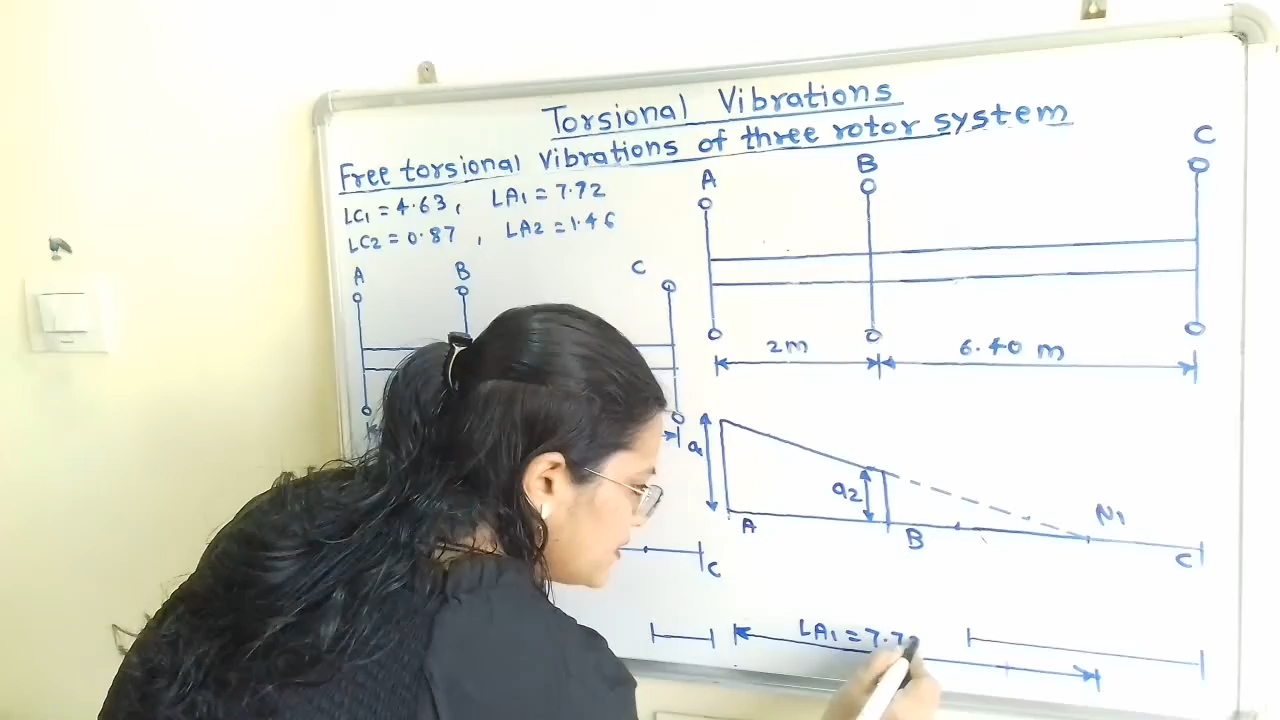 Torsional Vibrations
Free torsional vibrations of three rotor system
LC1 = 4.63, LA1 = 7.72
LC2 = 0.87, LA2 = 1.46
A B C
A B C
2m 6.40 m
a1 a2 N1
A B C
C
LA1 = 7.7